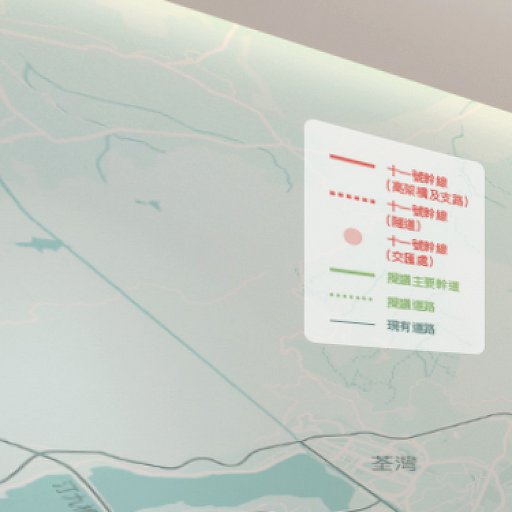 十一號幹線
(高架橋及支路)
十一號幹線
(隧道)
十一號幹線
(交匯處)
擬議主要幹道
擬議道路
現有道路
荃灣